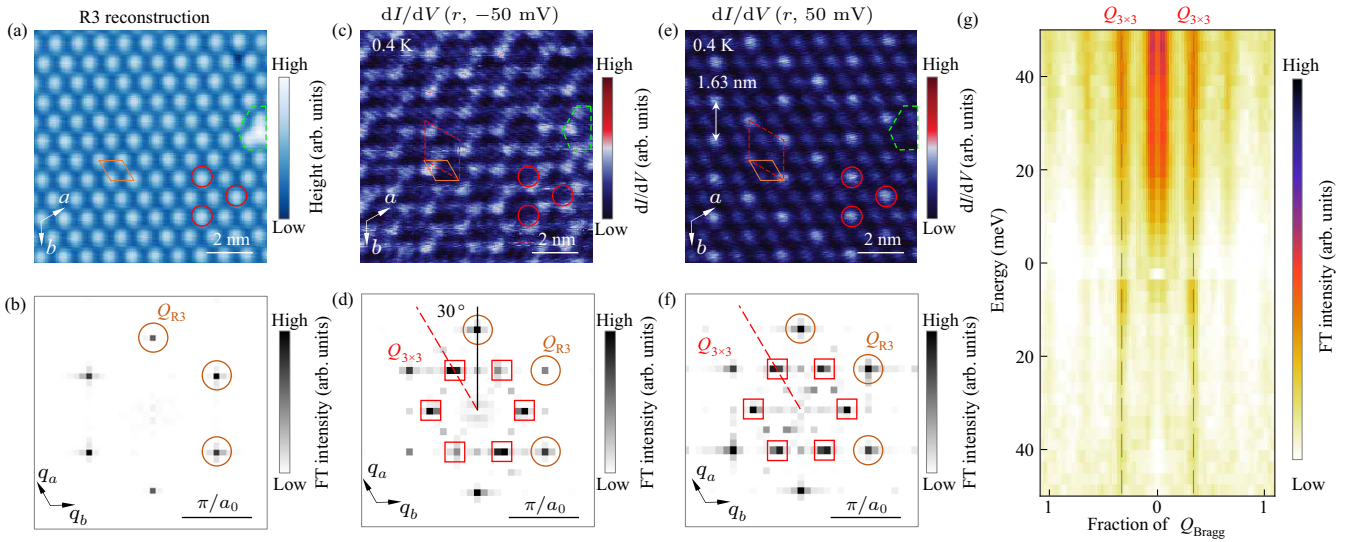 R3 reconstruction
(a)
High
Height (arb. units)
Low
a
b
2 nm
dI/dV (r, −50 mV)
(c)
0.4 K
High
dI/dV (arb. units)
Low
a
b
2 nm
dI/dV (r, 50 mV)
(e)
0.4 K
1.63 nm
High
dI/dV (arb. units)
Low
a
b
2 nm
(b)
Q_R3
High
FT intensity (arb. units)
Low
q_a
q_b
π/a_0
(d)
30°
Q_3×3
Q_R3
High
FT intensity (arb. units)
Low
q_a
q_b
π/a_0
(f)
Q_3×3
Q_R3
High
FT intensity (arb. units)
Low
q_a
q_b
π/a_0
(g)
Q_3×3
Q_3×3
40
20
0
20
40
Energy (meV)
1
0
1
Fraction of Q_Bragg
High
FT intensity (arb. units)
Low